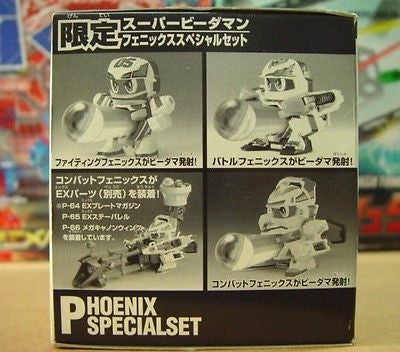 げん てい
限定
スーパービーダマン
フェニックススペシャルセット
05
ファイティングフェニックスがビーダマ発射!
バトルフェニックスがビーダマ発射!
コンバットフェニックスが
EXパーツ(別売)を装着!
※P-64 EXプレートマガジン
P-65 EXステーバレル
P-66 メガキャノンウィング
を装着しています。
コンバットフェニックスがビーダマ発射!
PHOENIX
SPECIALSET